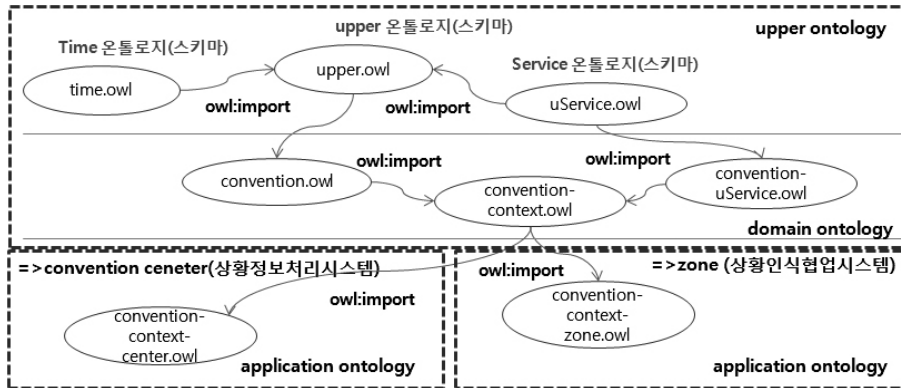 upper 온톨로지(스키마)
upper ontology
Time 온톨로지(스키마)
Service 온톨로지(스키마)
upper.owl
time.owl
uService.owl
owl:import
owl:import
owl:import
owl:import
convention.owl
convention-
context.owl
convention-
uService.owl
domain ontology
=>convention ceneter(상황정보처리시스템)
=>zone (상황인식협업시스템)
owl:import
owl:import
convention-
context-
center.owl
convention-
context-
zone.owl
application ontology
application ontology